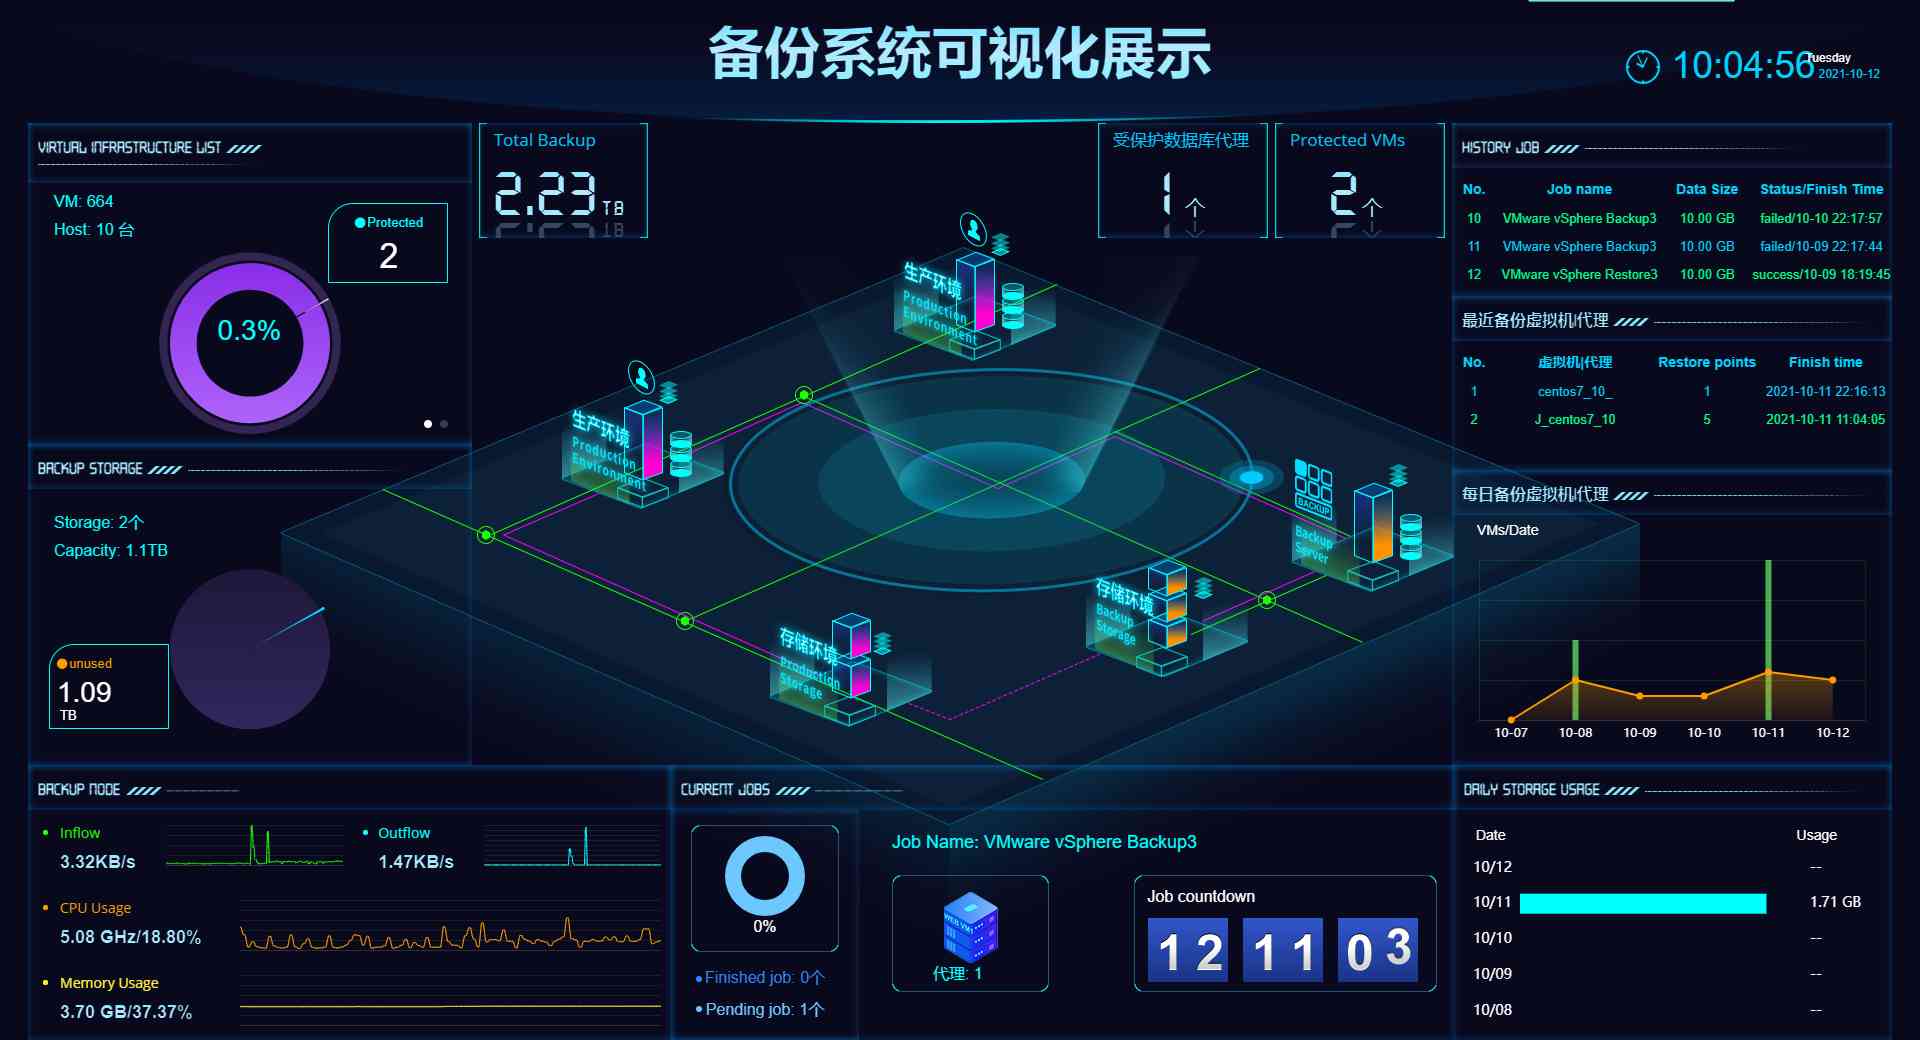 备份系统可视化展示
10:04:56
Tuesday
2021-10-12
VIRTUAL INFRASTRUCTURE LIST
VM: 664
Host: 10 台
Protected
2
0.3%
Total Backup
2.23 TB
受保护数据库代理
1 个
Protected VMs
2 个
HISTORY JOB
No. Job name Data Size Status/Finish Time
10 VMware vSphere Backup3 10.00 GB failed/10-10 22:17:57
11 VMware vSphere Backup3 10.00 GB failed/10-09 22:17:44
12 VMware vSphere Restore3 10.00 GB success/10-09 18:19:45
最近备份虚拟机/代理
No. 虚拟机|代理 Restore points Finish time
1 centos7_10_ 1 2021-10-11 22:16:13
2 J_centos7_10 5 2021-10-11 11:04:05
每日备份虚拟机/代理
VMs/Date
10-07 10-08 10-09 10-10 10-11 10-12
生产环境
Production
Environment
生产环境
Production
Environment
BACKUP
Backup
Server
存储环境
Backup
Storage
存储环境
Production
Storage
BACKUP STORAGE
Storage: 2个
Capacity: 1.1TB
unused
1.09
TB
BACKUP NODE
Inflow
3.32KB/s
Outflow
1.47KB/s
CPU Usage
5.08 GHz/18.80%
Memory Usage
3.70 GB/37.37%
CURRENT JOBS
0%
Finished job: 0个
Pending job: 1个
Job Name: VMware vSphere Backup3
WEB VM1
代理: 1
Job countdown
12 11 03
DAILY STORAGE USAGE
Date Usage
10/12 --
10/11 1.71 GB
10/10 --
10/09 --
10/08 --